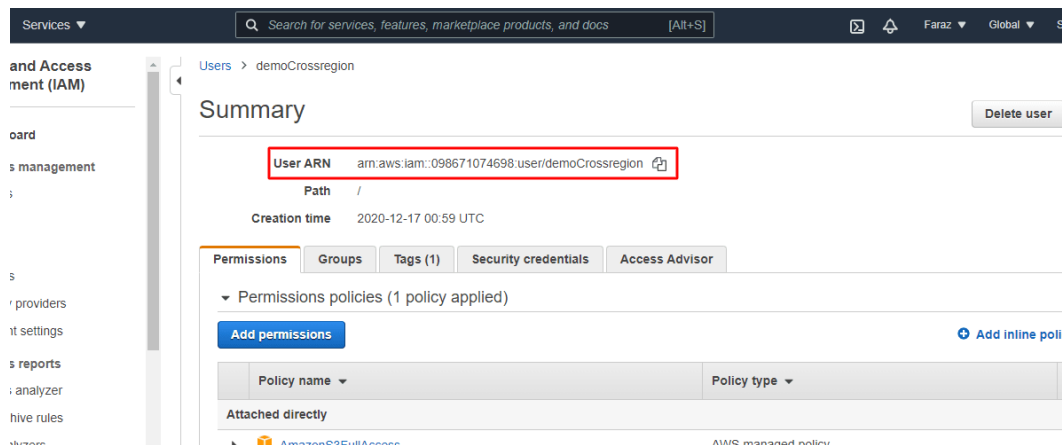 Services ▼
Search for services, features, marketplace products, and docs [Alt+S]
Faraz ▼ Global ▼ S
and Access
ment (IAM)
oard
s management
s
s
providers
nt settings
s reports
analyzer
hive rules
Users > demoCrossregion
Summary
Delete user
User ARN arn:aws:iam::098671074698:user/demoCrossregion
Path /
Creation time 2020-12-17 00:59 UTC
Permissions Groups Tags (1) Security credentials Access Advisor
Permissions policies (1 policy applied)
Add permissions
Add inline poli
Policy name ▼ Policy type ▼
Attached directly
AmazonS3FullAccess AWS managed policy